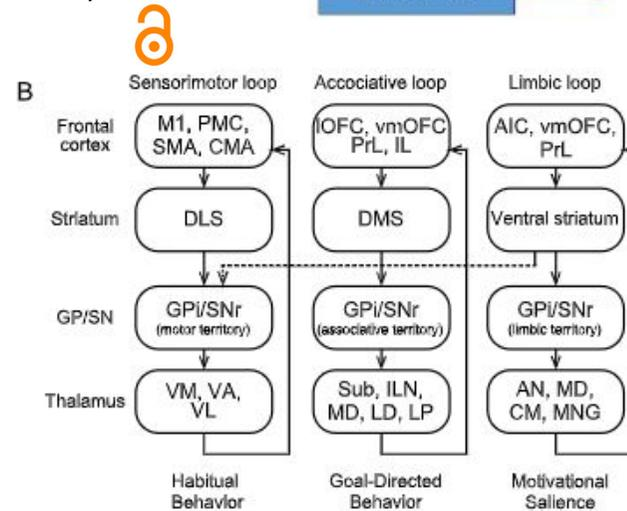 B
Sensorimotor loop
Accociative loop
Limbic loop
Frontal
cortex
M1, PMC,
SMA, CMA
lOFC, vmOFC
PrL, IL
AIC, vmOFC,
PrL
Striatum
DLS
DMS
Ventral striatum
GP/SN
GPi/SNr
(motor territory)
GPi/SNr
(associative territory)
GPi/SNr
(limbic territory)
Thalamus
VM, VA,
VL
Sub, ILN,
MD, LD, LP
AN, MD,
CM, MNG
Habitual
Behavior
Goal-Directed
Behavior
Motivational
Salience